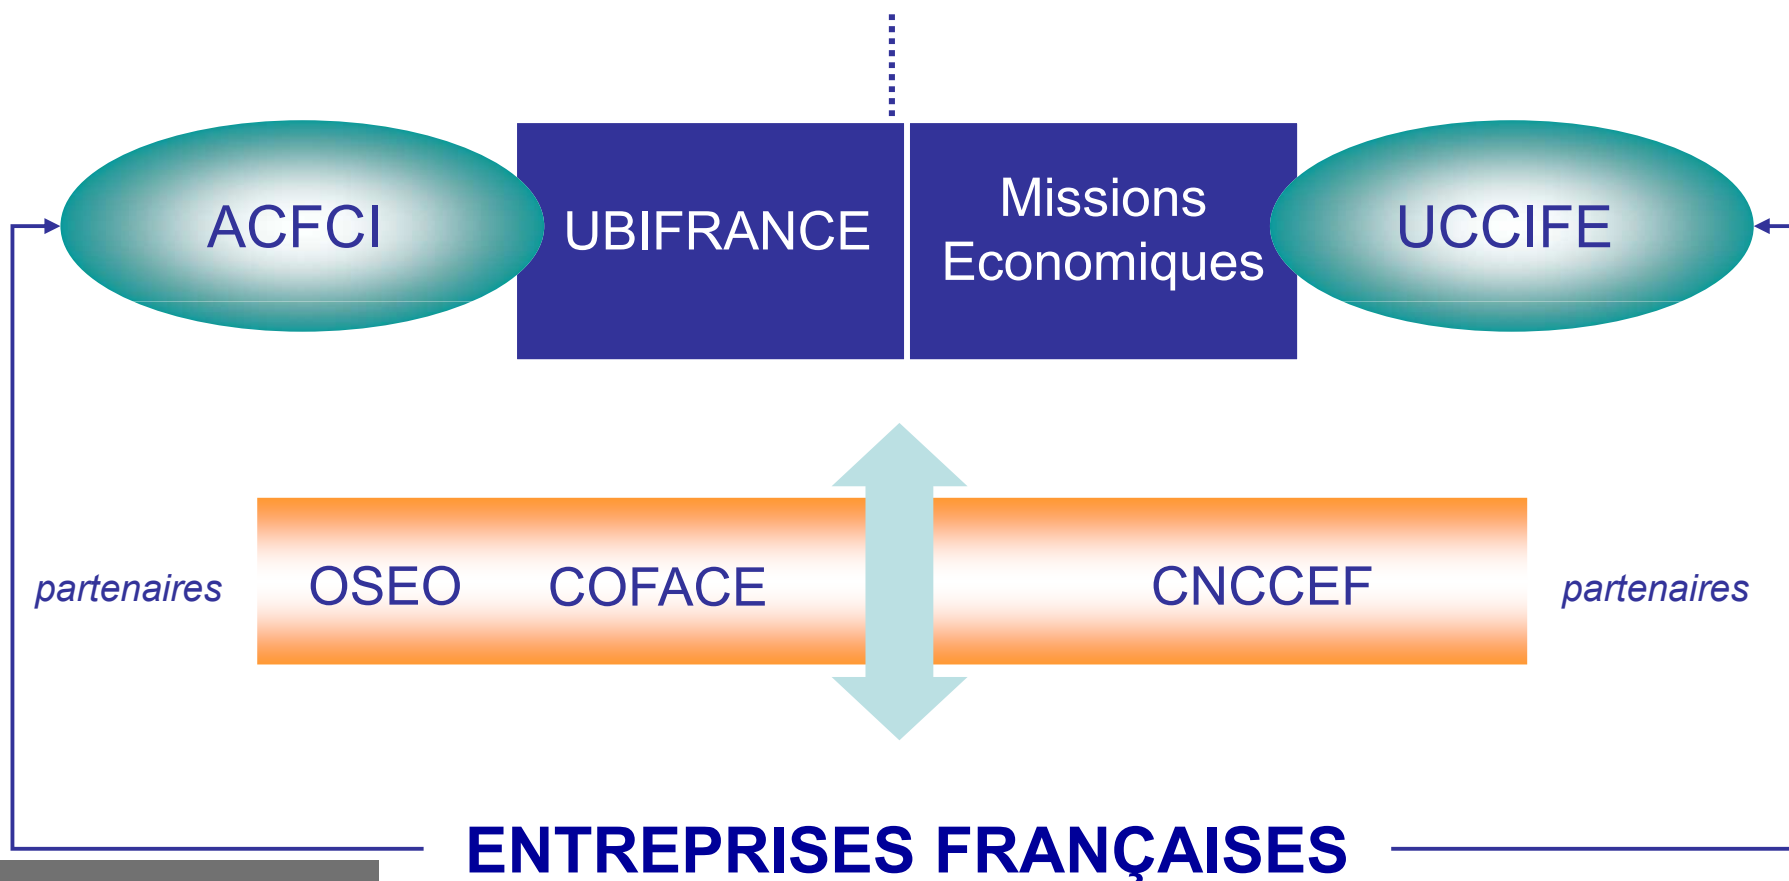 ACFCI
UBIFRANCE
Missions
Economiques
UCCIFE
partenaires
OSEO
COFACE
CNCCEF
partenaires
ENTREPRISES FRANÇAISES